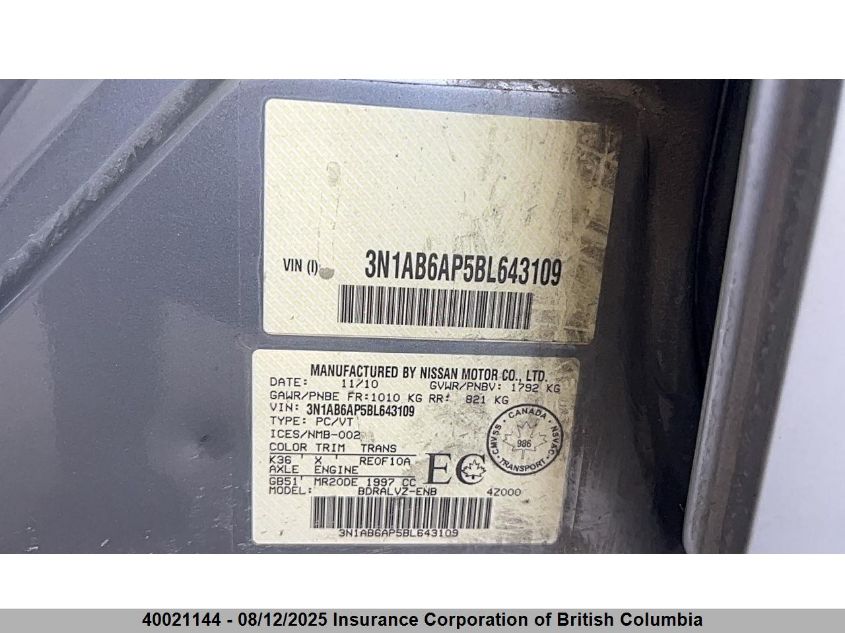 VIN (I) 3N1AB6AP5BL643109
MANUFACTURED BY NISSAN MOTOR CO., LTD.
DATE: 11/10 GVWR/PNBV: 1792 KG
GAWR/PNBE FR:1010 KG RR: 821 KG
VIN: 3N1AB6AP5BL643109
TYPE: PC/VT
ICES/NMB-002
COLOR TRIM TRANS
K36 ' X ' REOF10A
AXLE ENGINE
GB51' MR20DE 1997 CC
MODEL: BDRALVZ-ENB 42000
3N1AB6AP5BL643109
EC
CANADA
CMVSS NSVAC
986
TRANSPORT
40021144 - 08/12/2025 Insurance Corporation of British Columbia